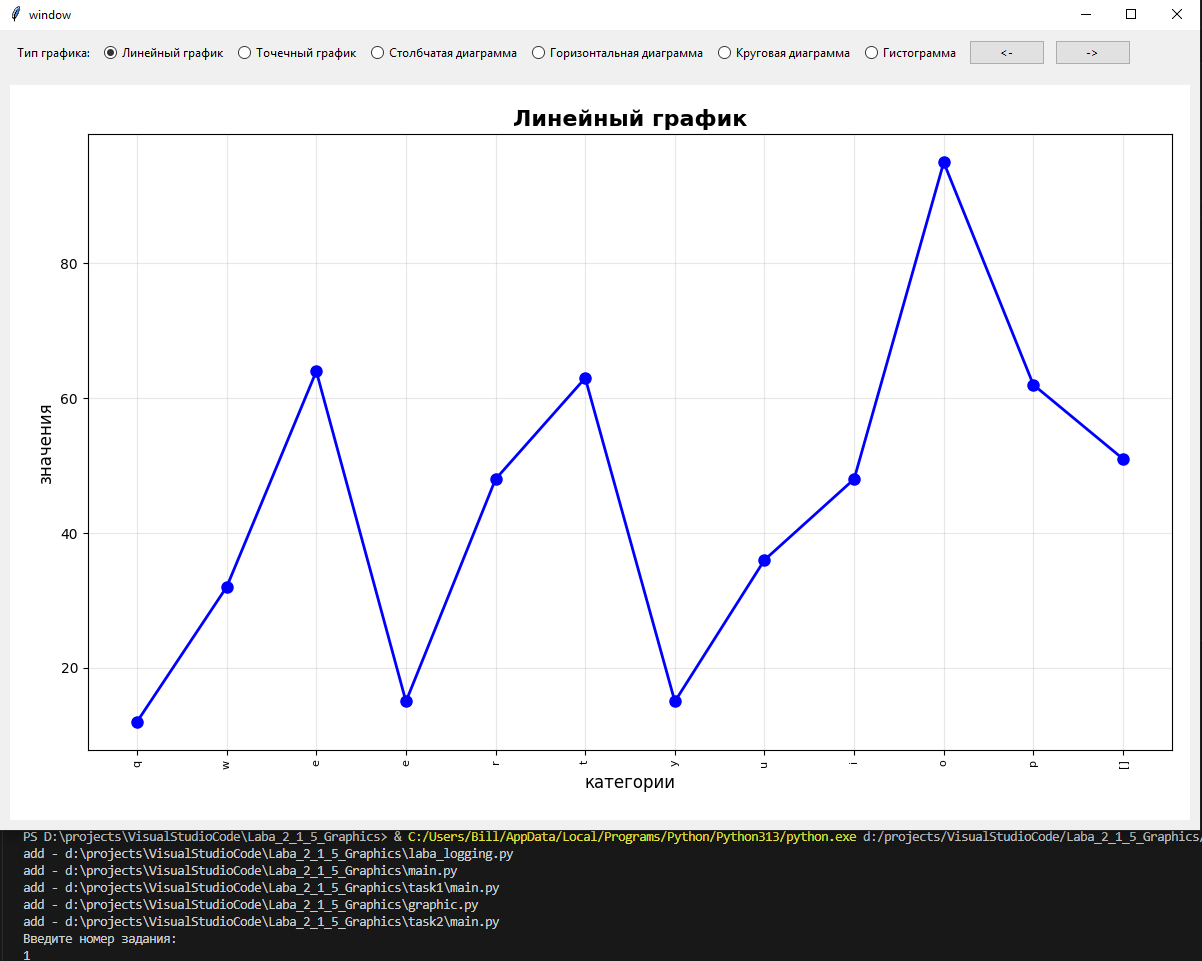 window
Тип графика: Линейный график Точечный график Столбчатая диаграмма Горизонтальная диаграмма Круговая диаграмма Гистограмма <- ->
Линейный график
80
60
40
20
значения
q w e e r t y u i o p []
категории
PS D:\projects\VisualStudioCode\Laba_2_1_5_Graphics> & C:/Users/Bill/AppData/Local/Programs/Python/Python313/python.exe d:/projects/VisualStudioCode/Laba_2_1_5_Graphics/
add - d:\projects\VisualStudioCode\Laba_2_1_5_Graphics\laba_logging.py
add - d:\projects\VisualStudioCode\Laba_2_1_5_Graphics\main.py
add - d:\projects\VisualStudioCode\Laba_2_1_5_Graphics\task1\main.py
add - d:\projects\VisualStudioCode\Laba_2_1_5_Graphics\graphic.py
add - d:\projects\VisualStudioCode\Laba_2_1_5_Graphics\task2\main.py
Введите номер задания:
1